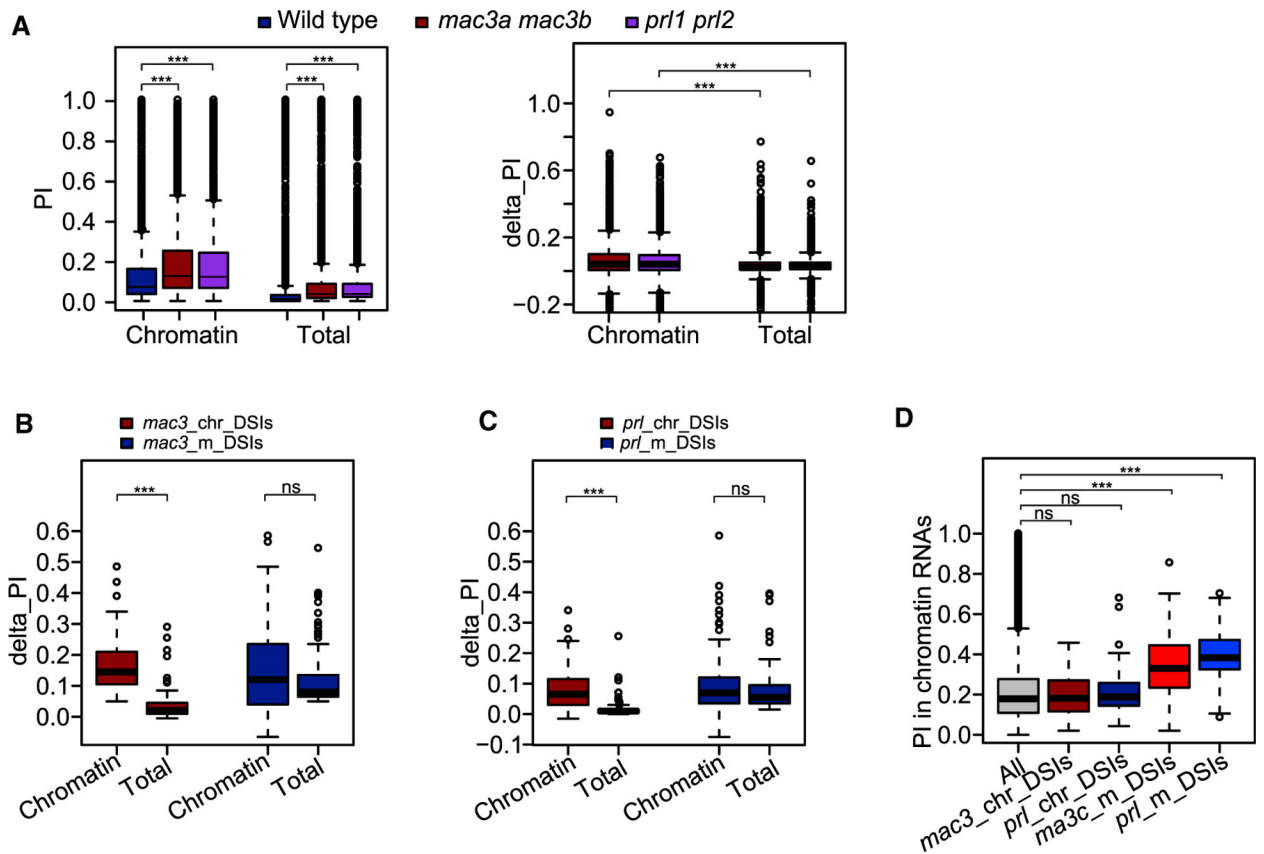 A
Wild type mac3a mac3b prl1 prl2
*** *** *** ***
PI
1.0
0.8
0.6
0.4
0.2
0.0
Chromatin Total
*** ***
delta_PI
1.0
0.6
0.2
−0.2
Chromatin Total
B
mac3_chr_DSIs
mac3_m_DSIs
*** ns
delta_PI
0.6
0.5
0.4
0.3
0.2
0.1
0.0
Chromatin Total Chromatin Total
C
prl_chr_DSIs
prl_m_DSIs
*** ns
delta_PI
0.6
0.5
0.4
0.3
0.2
0.1
0.0
−0.1
Chromatin Total Chromatin Total
D
***
***
ns
ns
PI in chromatin RNAs
1.0
0.8
0.6
0.4
0.2
0.0
All
mac3_chr_DSIs
prl_chr_DSIs
ma3c_m_DSIs
prl_m_DSIs